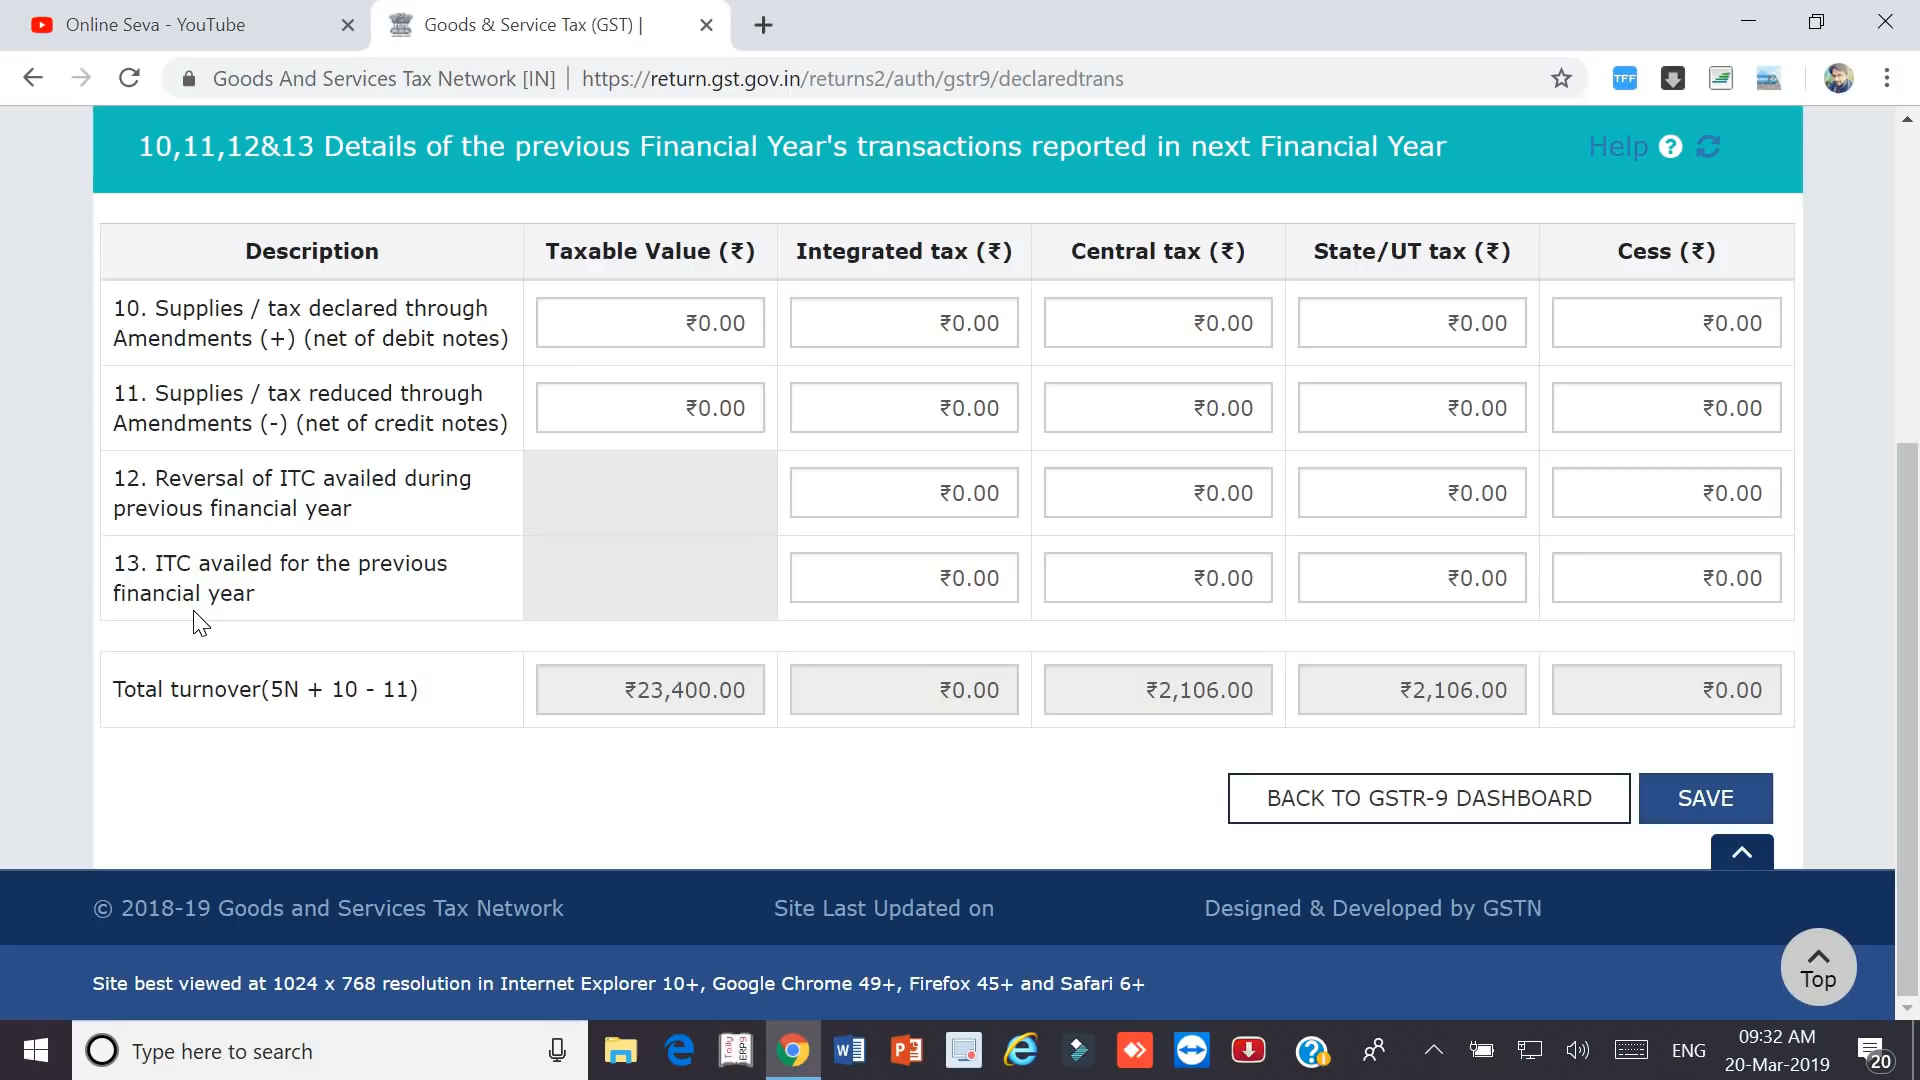 Online Seva - YouTube
Goods & Service Tax (GST) |
Goods And Services Tax Network [IN] | https://return.gst.gov.in/returns2/auth/gstr9/declaredtrans
TFF
10,11,12&13 Details of the previous Financial Year's transactions reported in next Financial Year
Help ?
Description Taxable Value (₹) Integrated tax (₹) Central tax (₹) State/UT tax (₹) Cess (₹)
10. Supplies / tax declared through
Amendments (+) (net of debit notes)
₹0.00 ₹0.00 ₹0.00 ₹0.00 ₹0.00
11. Supplies / tax reduced through
Amendments (-) (net of credit notes)
₹0.00 ₹0.00 ₹0.00 ₹0.00 ₹0.00
12. Reversal of ITC availed during
previous financial year
₹0.00 ₹0.00 ₹0.00 ₹0.00
13. ITC availed for the previous
financial year
₹0.00 ₹0.00 ₹0.00 ₹0.00
Total turnover(5N + 10 - 11) ₹23,400.00 ₹0.00 ₹2,106.00 ₹2,106.00 ₹0.00
BACK TO GSTR-9 DASHBOARD SAVE
© 2018-19 Goods and Services Tax Network Site Last Updated on Designed & Developed by GSTN
Site best viewed at 1024 x 768 resolution in Internet Explorer 10+, Google Chrome 49+, Firefox 45+ and Safari 6+
Top
Type here to search
Tally
ERP9
ENG
09:32 AM
20-Mar-2019
20